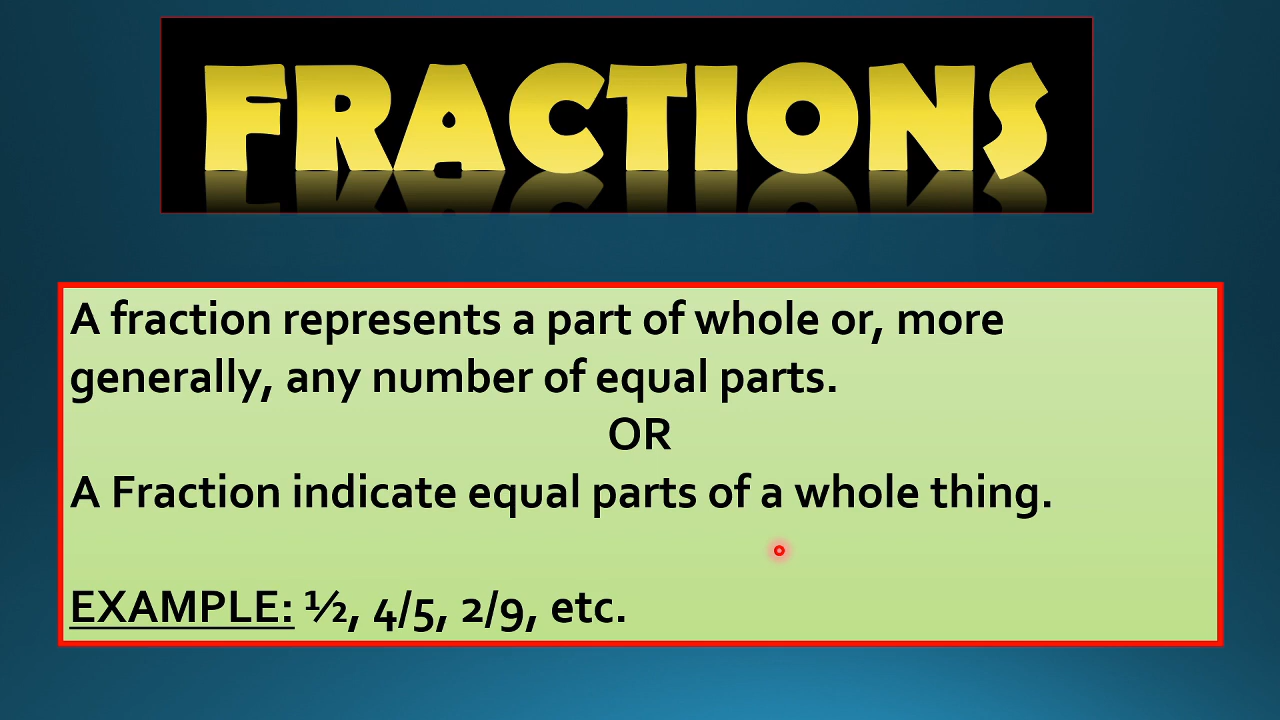 FRACTIONS
A fraction represents a part of whole or, more
generally, any number of equal parts.
OR
A Fraction indicate equal parts of a whole thing.
EXAMPLE: ½, 4/5, 2/9, etc.